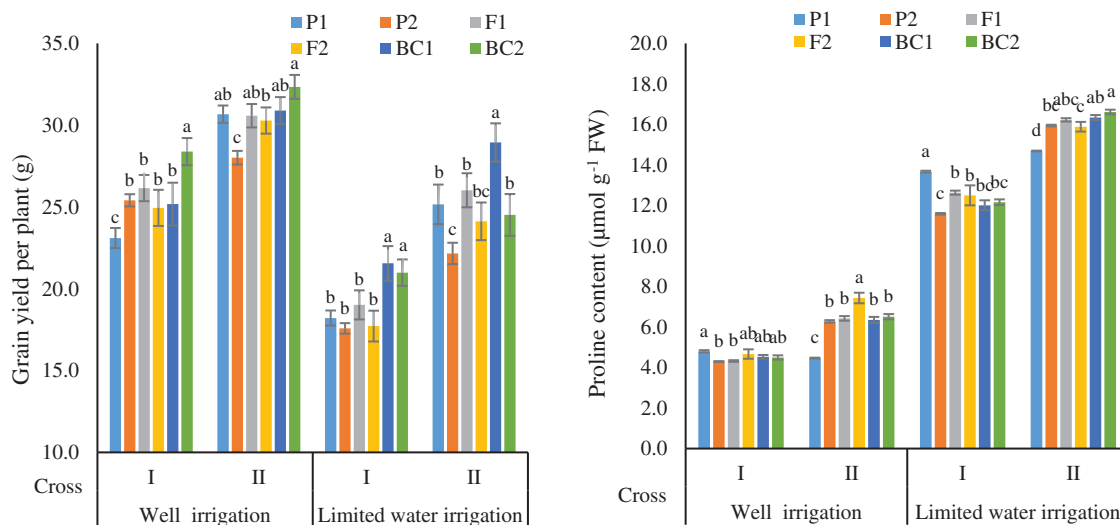 P1 P2 F1
F2 BC1 BC2
Grain yield per plant (g)
35.0
30.0
25.0
20.0
15.0
10.0
c b b b b a
ab c ab b ab a
b b b b a a
b c b bc a b
Cross I II I II
Well irrigation Limited water irrigation
P1 P2 F1
F2 BC1 BC2
Proline content (µmol g⁻¹ FW)
20.0
18.0
16.0
14.0
12.0
10.0
8.0
6.0
4.0
2.0
0.0
a b b ab ab ab
c b b a b b
a c b b bc bc
d bc abc c ab a
Cross I II I II
Well irrigation Limited water irrigation